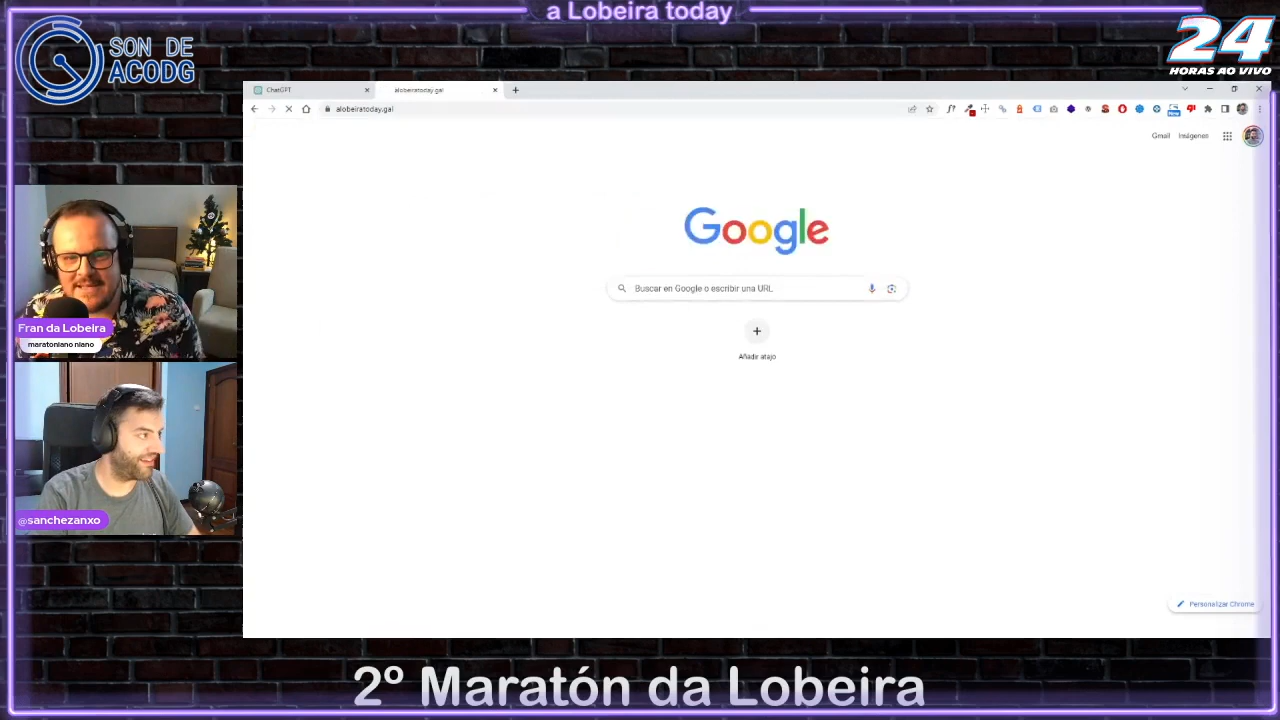 a Lobeira today
SON DE
ACODG
24
HORAS AO VIVO
ChatGPT
alobeiratoday.gal
alobeiratoday.gal
New
Gmail
Imágenes
Google
Buscar en Google o escribir una URL
Añadir atajo
Fran da Lobeira
maratoniano niano
@sanchezanxo
Personalizar Chrome
2º Maratón da Lobeira